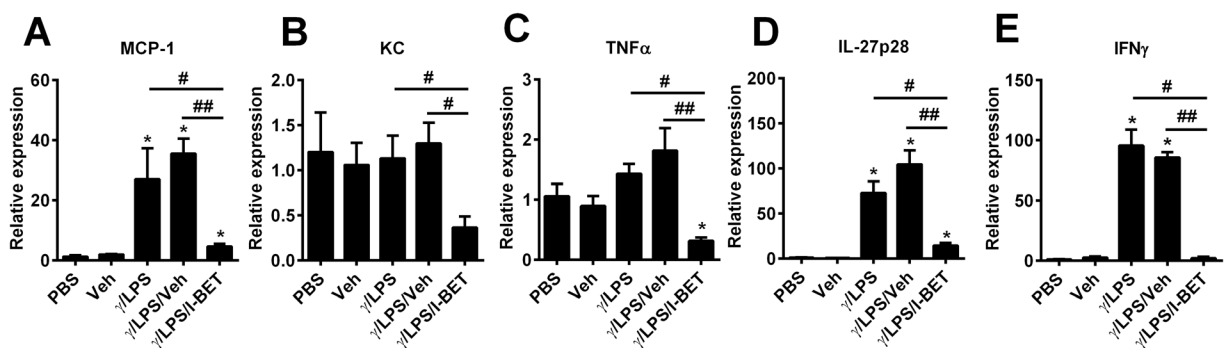 A
MCP-1
Relative expression
60
40
20
0
#
##
*
*
*
PBS
Veh
γ/LPS
γ/LPS/Veh
γ/LPS/I-BET
B
KC
Relative expression
2.0
1.5
1.0
0.5
0.0
#
#
PBS
Veh
γ/LPS
γ/LPS/Veh
γ/LPS/I-BET
C
TNFα
Relative expression
3
2
1
0
#
##
*
PBS
Veh
γ/LPS
γ/LPS/Veh
γ/LPS/I-BET
D
IL-27p28
Relative expression
200
150
100
50
0
#
##
*
*
*
PBS
Veh
γ/LPS
γ/LPS/Veh
γ/LPS/I-BET
E
IFNγ
Relative expression
150
100
50
0
#
##
*
*
PBS
Veh
γ/LPS
γ/LPS/Veh
γ/LPS/I-BET